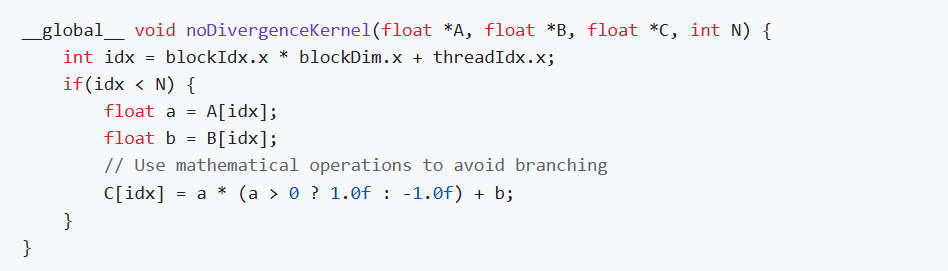 __global__ void noDivergenceKernel(float *A, float *B, float *C, int N) {
    int idx = blockIdx.x * blockDim.x + threadIdx.x;
    if(idx < N) {
        float a = A[idx];
        float b = B[idx];
        // Use mathematical operations to avoid branching
        C[idx] = a * (a > 0 ? 1.0f : -1.0f) + b;
    }
}